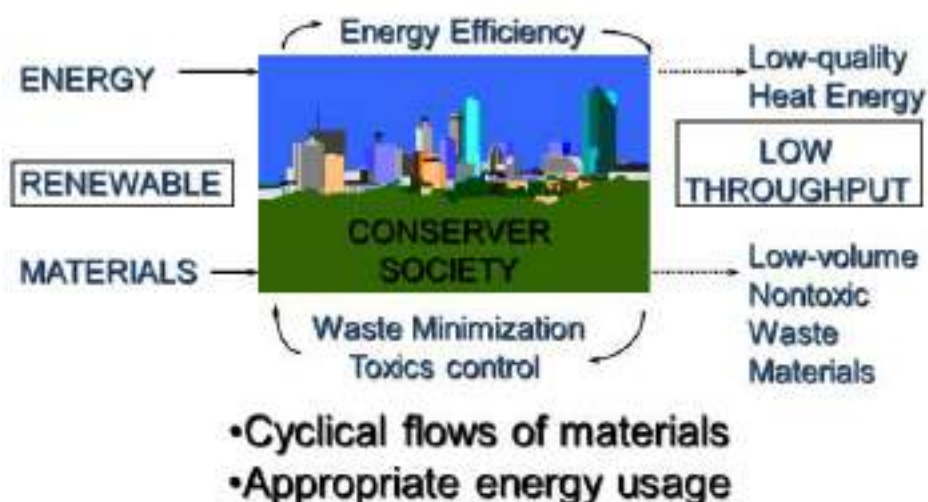 Energy Efficiency
ENERGY
Low-quality
Heat Energy
RENEWABLE
LOW
THROUGHPUT
CONSERVER
SOCIETY
MATERIALS
Low-volume
Nontoxic
Waste
Materials
Waste Minimization
Toxics control
•Cyclical flows of materials
•Appropriate energy usage